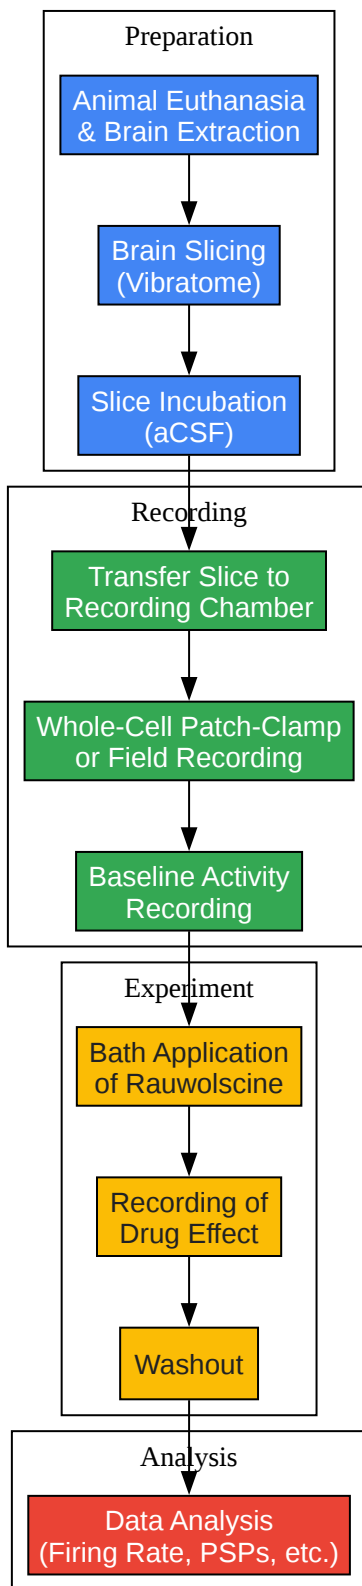 Preparation
Animal Euthanasia
& Brain Extraction
Brain Slicing
(Vibratome)
Slice Incubation
(aCSF)
Recording
Transfer Slice to
Recording Chamber
Whole-Cell Patch-Clamp
or Field Recording
Baseline Activity
Recording
Experiment
Bath Application
of Rauwolscine
Recording of
Drug Effect
Washout
Analysis
Data Analysis
(Firing Rate, PSPs, etc.)